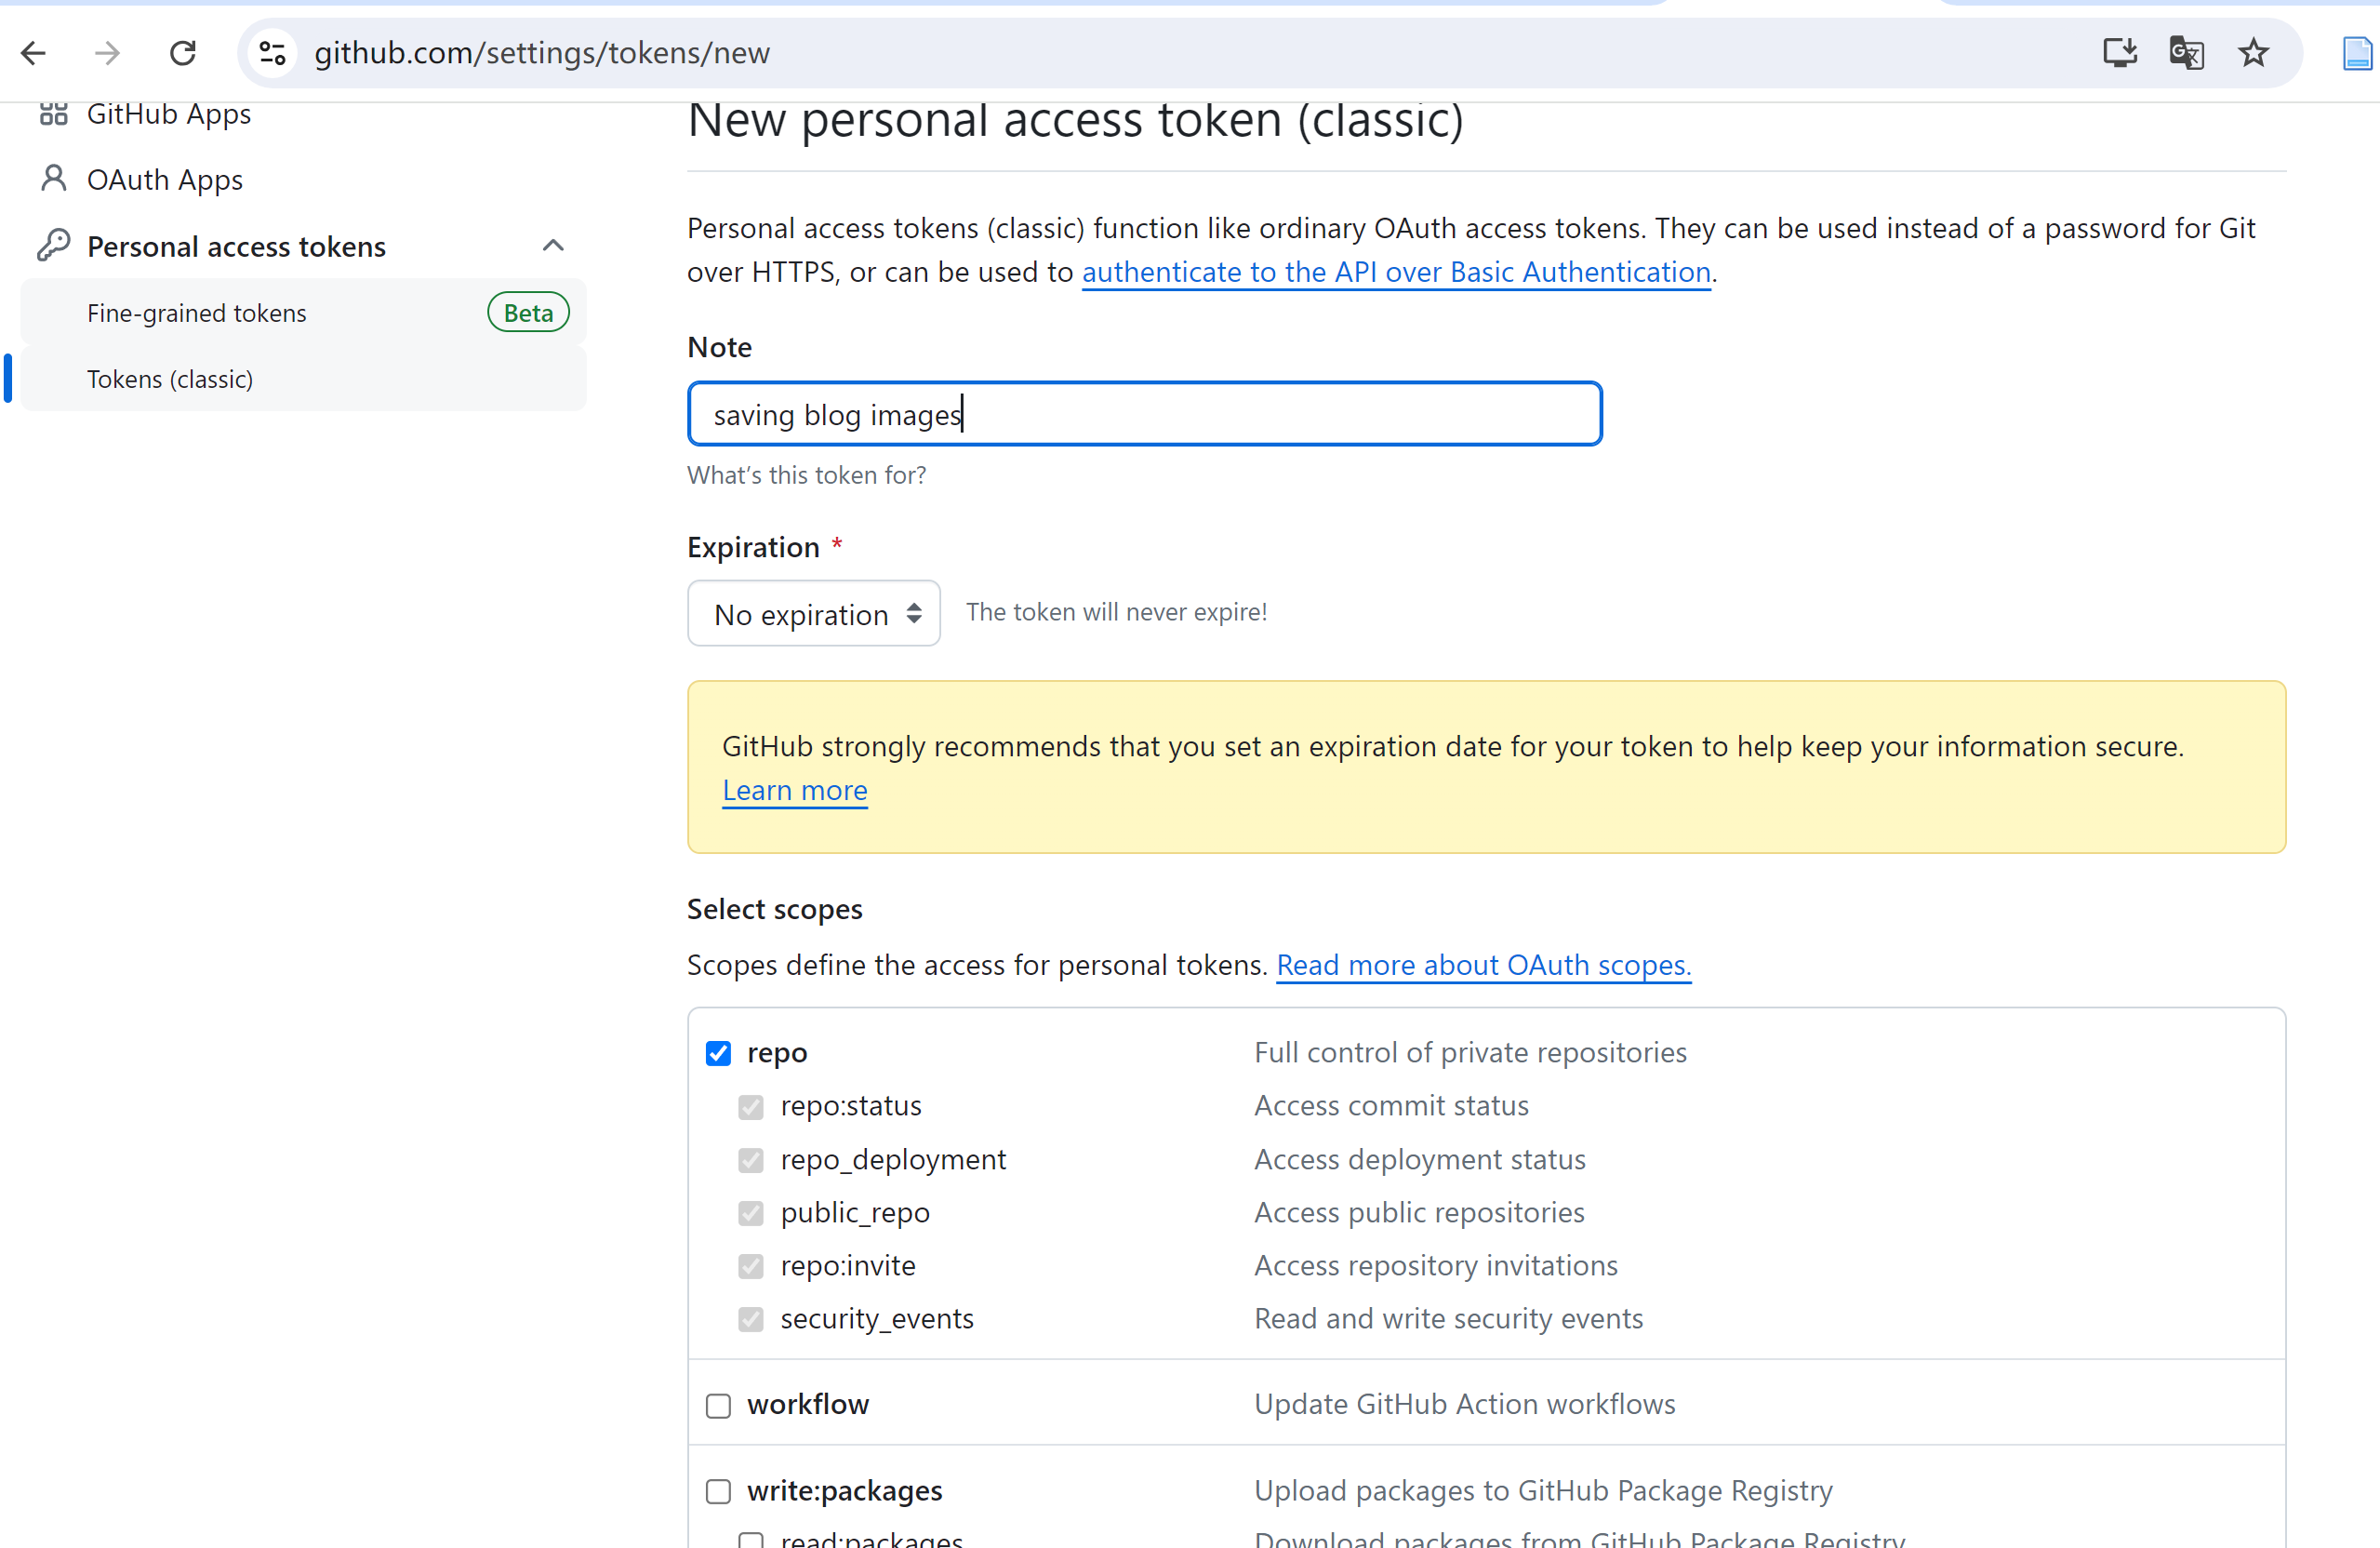 github.com/settings/tokens/new
GitHub Apps
OAuth Apps
Personal access tokens
Fine-grained tokens Beta
Tokens (classic)
New personal access token (classic)
Personal access tokens (classic) function like ordinary OAuth access tokens. They can be used instead of a password for Git
over HTTPS, or can be used to authenticate to the API over Basic Authentication.
Note
saving blog images
What's this token for?
Expiration *
No expiration The token will never expire!
GitHub strongly recommends that you set an expiration date for your token to help keep your information secure.
Learn more
Select scopes
Scopes define the access for personal tokens. Read more about OAuth scopes.
repo Full control of private repositories
repo:status Access commit status
repo_deployment Access deployment status
public_repo Access public repositories
repo:invite Access repository invitations
security_events Read and write security events
workflow Update GitHub Action workflows
write:packages Upload packages to GitHub Package Registry
read:packages Download packages from GitHub Package Registry